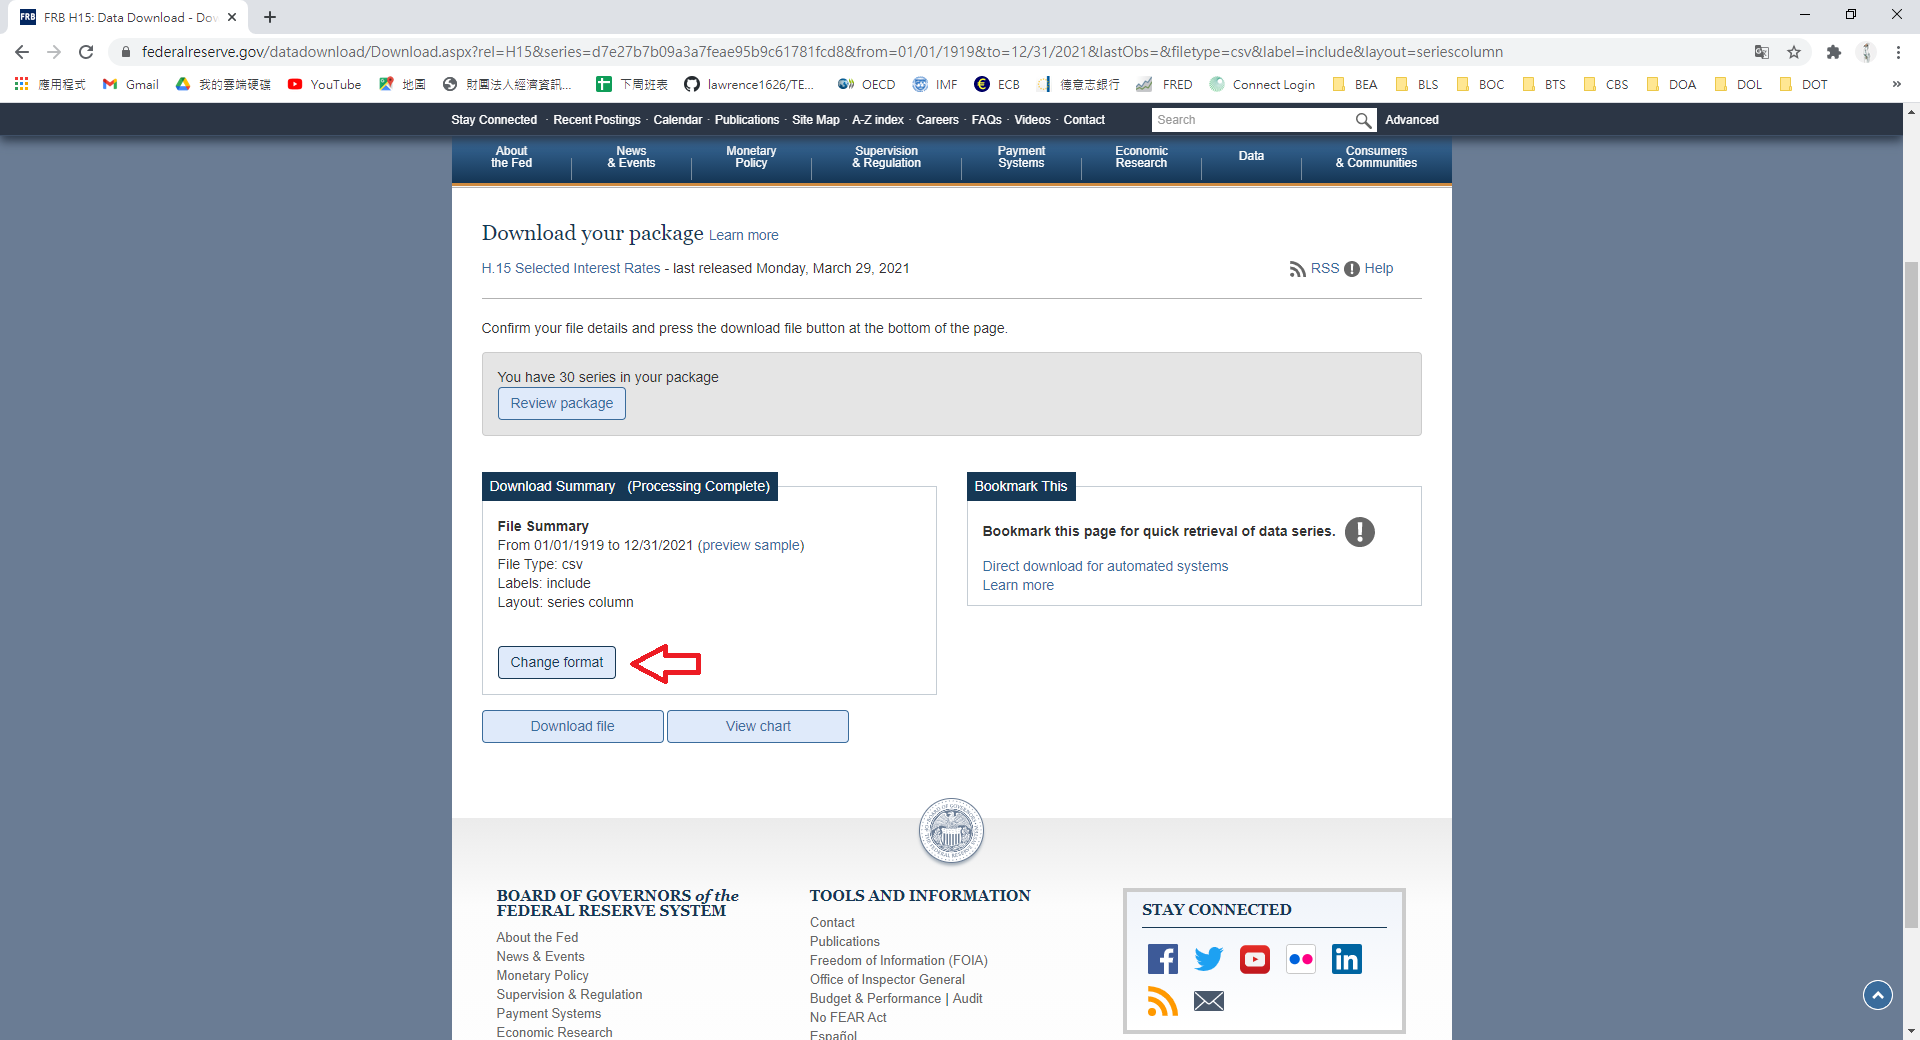 FRB
FRB H15: Data Download - Dov
federalreserve.gov/datadownload/Download.aspx?rel=H15&series=d7e27b7b09a3a7feae95b9c61781fcd8&from=01/01/1919&to=12/31/2021&lastObs=&filetype=csv&label=include&layout=seriescolumn
應用程式 Gmail 我的雲端硬碟 YouTube 地圖 財團法人經濟資訊... 下周班表 lawrence1626/TE... OECD IMF ECB 德意志銀行 FRED Connect Login BEA BLS BOC BTS CBS DOA DOL DOT »
Stay Connected · Recent Postings · Calendar · Publications · Site Map · A-Z index · Careers · FAQs · Videos · Contact Search Advanced
About the Fed
News & Events
Monetary Policy
Supervision & Regulation
Payment Systems
Economic Research
Data
Consumers & Communities
Download your package Learn more
H.15 Selected Interest Rates - last released Monday, March 29, 2021
RSS Help
Confirm your file details and press the download file button at the bottom of the page.
You have 30 series in your package
Review package
Download Summary (Processing Complete)
File Summary
From 01/01/1919 to 12/31/2021 (preview sample)
File Type: csv
Labels: include
Layout: series column
Change format
Bookmark This
Bookmark this page for quick retrieval of data series.
Direct download for automated systems
Learn more
Download file
View chart
BOARD OF GOVERNORS of the
FEDERAL RESERVE SYSTEM
About the Fed
News & Events
Monetary Policy
Supervision & Regulation
Payment Systems
Economic Research
TOOLS AND INFORMATION
Contact
Publications
Freedom of Information (FOIA)
Office of Inspector General
Budget & Performance | Audit
No FEAR Act
Español
STAY CONNECTED